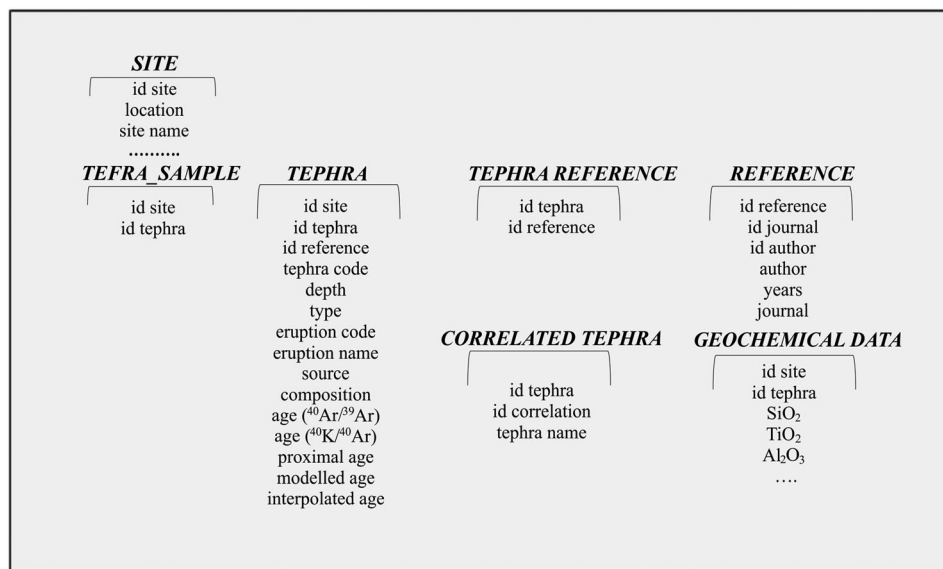 SITE
id site
location
site name
..........
TEFRA_SAMPLE
id site
id tephra
TEPHRA
id site
id tephra
id reference
tephra code
depth
type
eruption code
eruption name
source
composition
age (⁴⁰Ar/³⁹Ar)
age (⁴⁰K/⁴⁰Ar)
proximal age
modelled age
interpolated age
TEPHRA REFERENCE
id tephra
id reference
CORRELATED TEPHRA
id tephra
id correlation
tephra name
REFERENCE
id reference
id journal
id author
author
years
journal
GEOCHEMICAL DATA
id site
id tephra
SiO₂
TiO₂
Al₂O₃
....